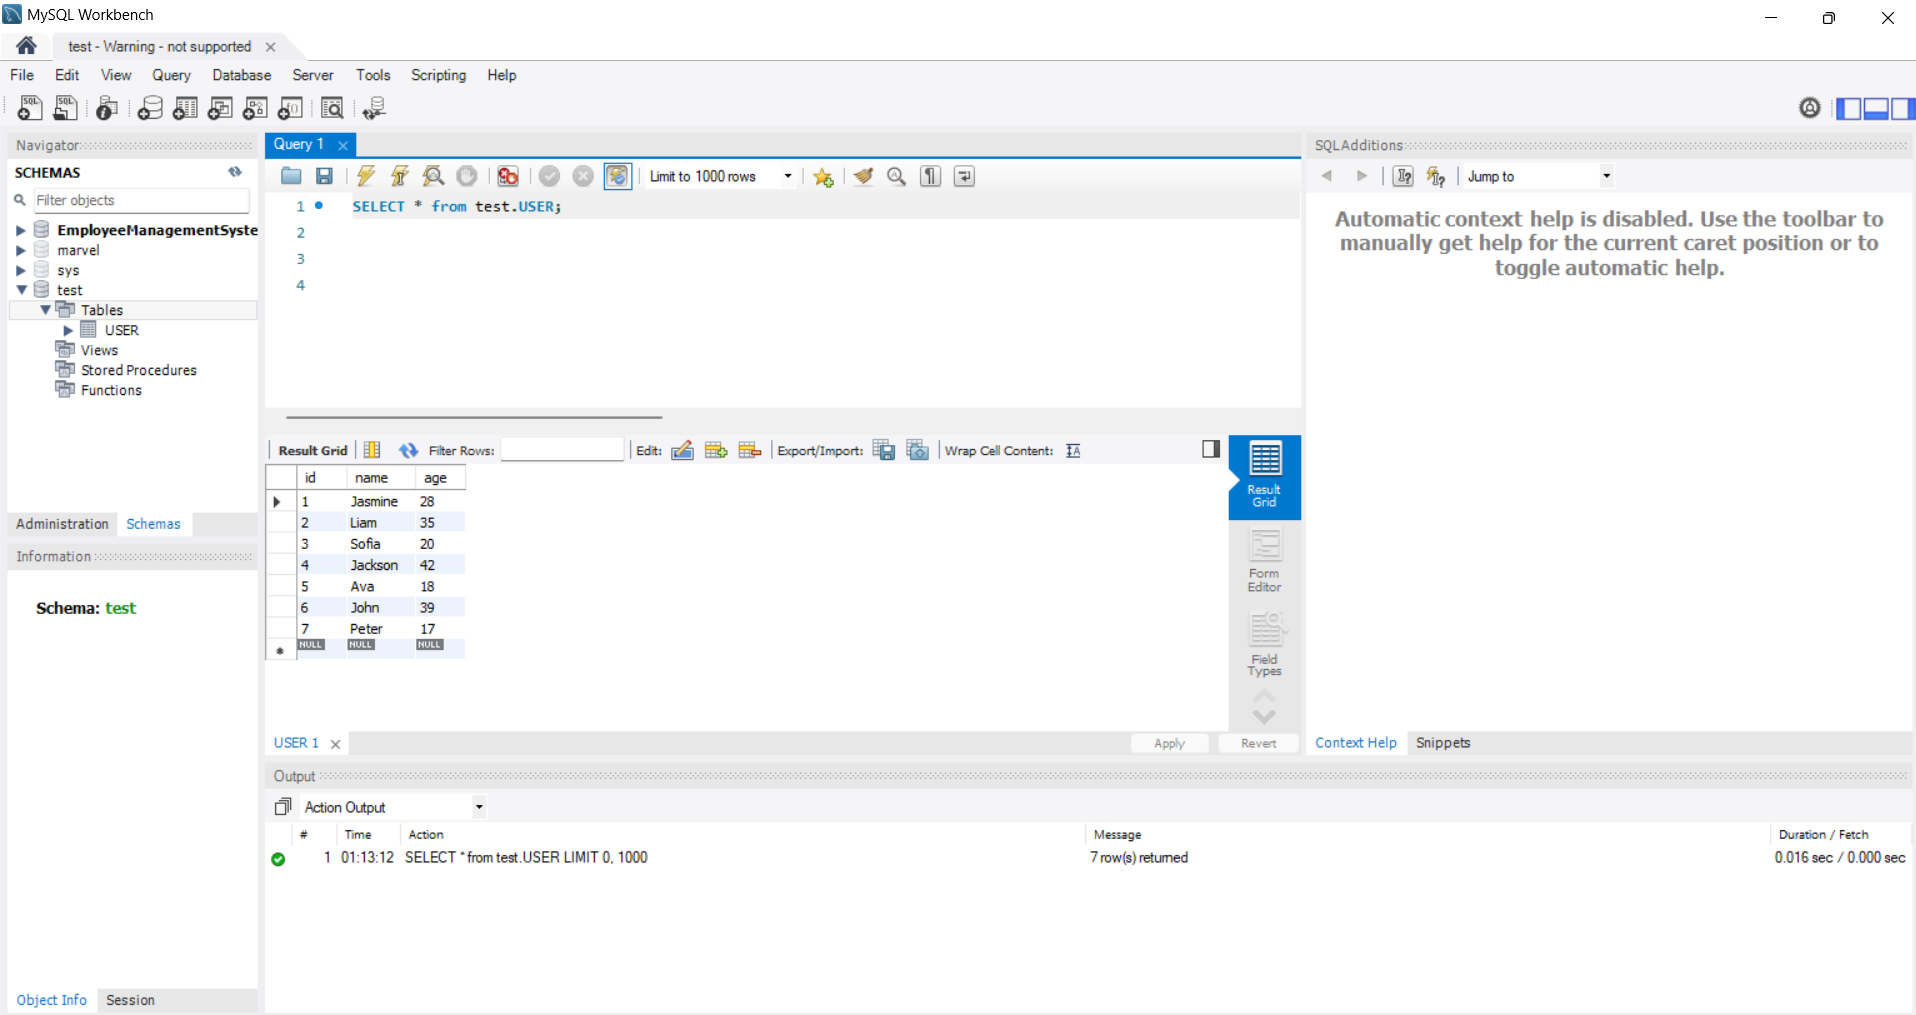 MySQL Workbench
test - Warning - not supported
File Edit View Query Database Server Tools Scripting Help
Navigator
SCHEMAS
Filter objects
EmployeeManagementSyste
marvel
sys
test
Tables
USER
Views
Stored Procedures
Functions
Administration Schemas
Information
Schema: test
Object Info Session
Query 1
Limit to 1000 rows
1 SELECT * from test.USER;
2
3
4
Result Grid Filter Rows: Edit: Export/Import: Wrap Cell Content:
id name age
1 Jasmine 28
2 Liam 35
3 Sofia 20
4 Jackson 42
5 Ava 18
6 John 39
7 Peter 17
NULL NULL NULL
Result
Grid
Form
Editor
Field
Types
USER 1
Apply Revert
SQLAdditions
Jump to
Automatic context help is disabled. Use the toolbar to
manually get help for the current caret position or to
toggle automatic help.
Context Help Snippets
Output
Action Output
# Time Action Message Duration / Fetch
1 01:13:12 SELECT * from test.USER LIMIT 0, 1000 7 row(s) returned 0.016 sec / 0.000 sec